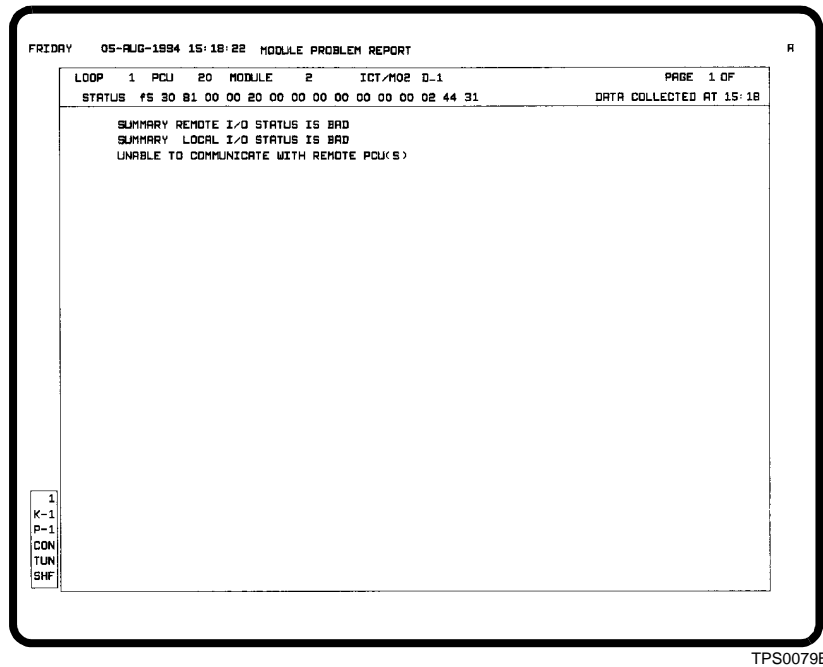 FRIDAY 05-AUG-1994 15:18:22 MODULE PROBLEM REPORT R
LOOP 1 PCU 20 MODULE 2 ICT/MO2 D_1 PAGE 1 OF
STATUS f5 30 81 00 00 20 00 00 00 00 00 00 00 02 44 31 DATA COLLECTED AT 15:18
SUMMARY REMOTE I/O STATUS IS BAD
SUMMARY LOCAL I/O STATUS IS BAD
UNABLE TO COMMUNICATE WITH REMOTE PCU(S)
1
K-1
P-1
CON
TUN
SHF
TPS0079B